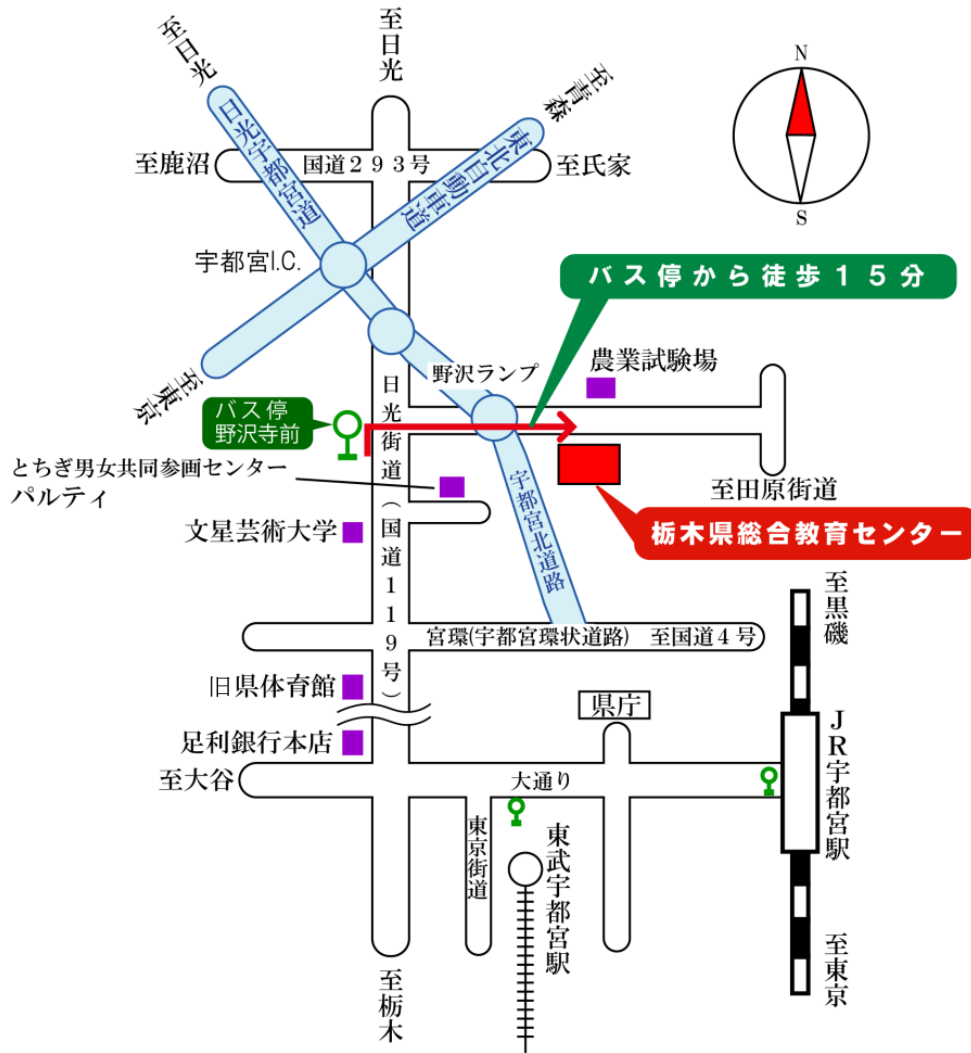 至日光
至日光
至青森
N
S
日光宇都宮道
東北自動車道
至鹿沼
国道293号
至氏家
宇都宮I.C.
バス停から徒歩15分
農業試験場
野沢ランプ
至東京
バス停
野沢寺前
日光街道(国道119号)
とちぎ男女共同参画センター
パルティ
至田原街道
宇都宮北道路
文星芸術大学
栃木県総合教育センター
至黒磯
宮環(宇都宮環状道路)
至国道4号
旧県体育館
県庁
足利銀行本店
至大谷
大通り
JR宇都宮駅
東京街道
東武宇都宮駅
至栃木
至東京